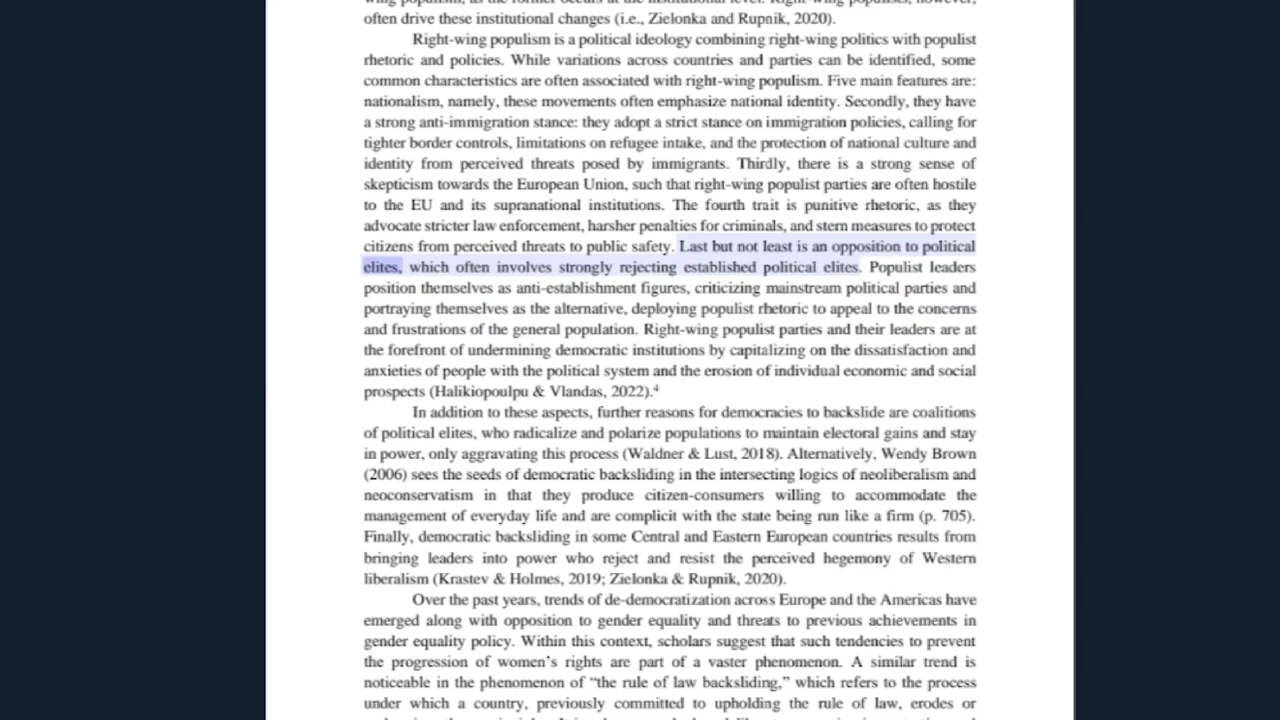 often drive these institutional changes (i.e., Zielonka and Rupnik, 2020).
Right-wing populism is a political ideology combining right-wing politics with populist
rhetoric and policies. While variations across countries and parties can be identified, some
common characteristics are often associated with right-wing populism. Five main features are:
nationalism, namely, these movements often emphasize national identity. Secondly, they have
a strong anti-immigration stance: they adopt a strict stance on immigration policies, calling for
tighter border controls, limitations on refugee intake, and the protection of national culture and
identity from perceived threats posed by immigrants. Thirdly, there is a strong sense of
skepticism towards the European Union, such that right-wing populist parties are often hostile
to the EU and its supranational institutions. The fourth trait is punitive rhetoric, as they
advocate stricter law enforcement, harsher penalties for criminals, and stern measures to protect
citizens from perceived threats to public safety. Last but not least is an opposition to political
elites, which often involves strongly rejecting established political elites. Populist leaders
position themselves as anti-establishment figures, criticizing mainstream political parties and
portraying themselves as the alternative, deploying populist rhetoric to appeal to the concerns
and frustrations of the general population. Right-wing populist parties and their leaders are at
the forefront of undermining democratic institutions by capitalizing on the dissatisfaction and
anxieties of people with the political system and the erosion of individual economic and social
prospects (Halikiopoulpu & Vlandas, 2022).⁴
In addition to these aspects, further reasons for democracies to backslide are coalitions
of political elites, who radicalize and polarize populations to maintain electoral gains and stay
in power, only aggravating this process (Waldner & Lust, 2018). Alternatively, Wendy Brown
(2006) sees the seeds of democratic backsliding in the intersecting logics of neoliberalism and
neoconservatism in that they produce citizen-consumers willing to accommodate the
management of everyday life and are complicit with the state being run like a firm (p. 705).
Finally, democratic backsliding in some Central and Eastern European countries results from
bringing leaders into power who reject and resist the perceived hegemony of Western
liberalism (Krastev & Holmes, 2019; Zielonka & Rupnik, 2020).
Over the past years, trends of de-democratization across Europe and the Americas have
emerged along with opposition to gender equality and threats to previous achievements in
gender equality policy. Within this context, scholars suggest that such tendencies to prevent
the progression of women's rights are part of a vaster phenomenon. A similar trend is
noticeable in the phenomenon of “the rule of law backsliding,” which refers to the process
under which a country, previously committed to upholding the rule of law, erodes or